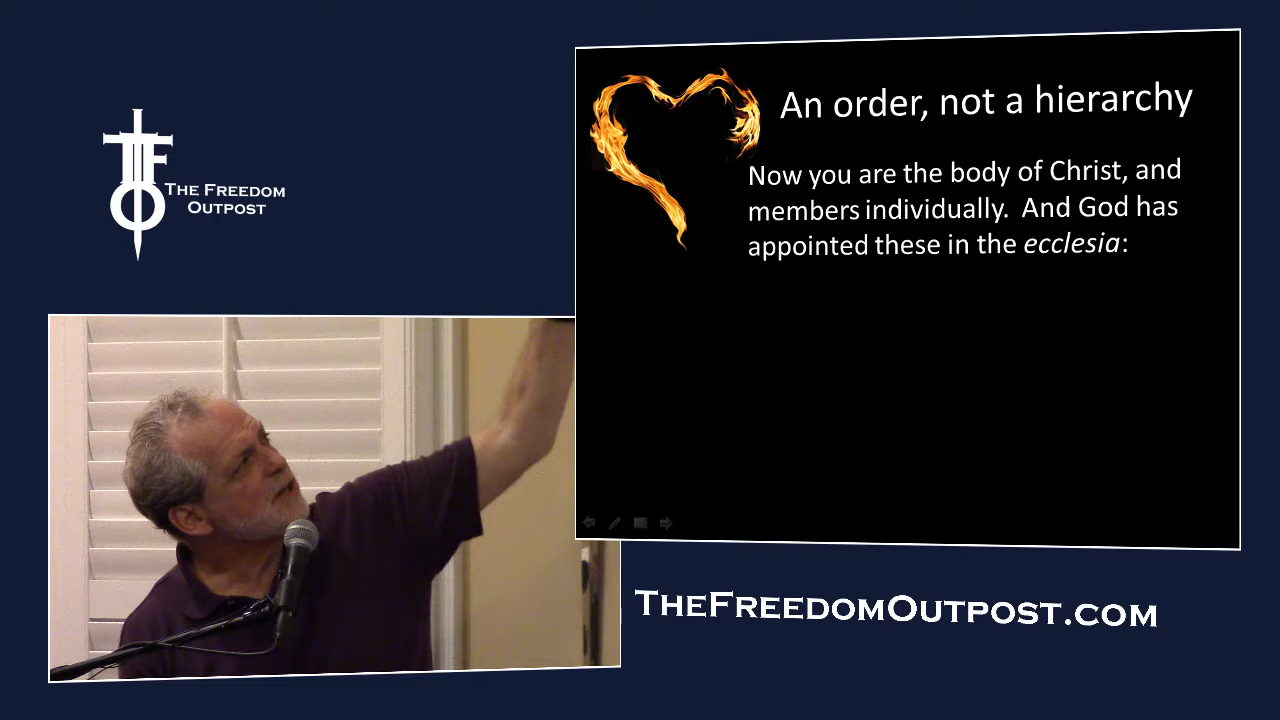 The Freedom
Outpost
An order, not a hierarchy
Now you are the body of Christ, and
members individually.  And God has
appointed these in the ecclesia:
TheFreedomOutpost.com